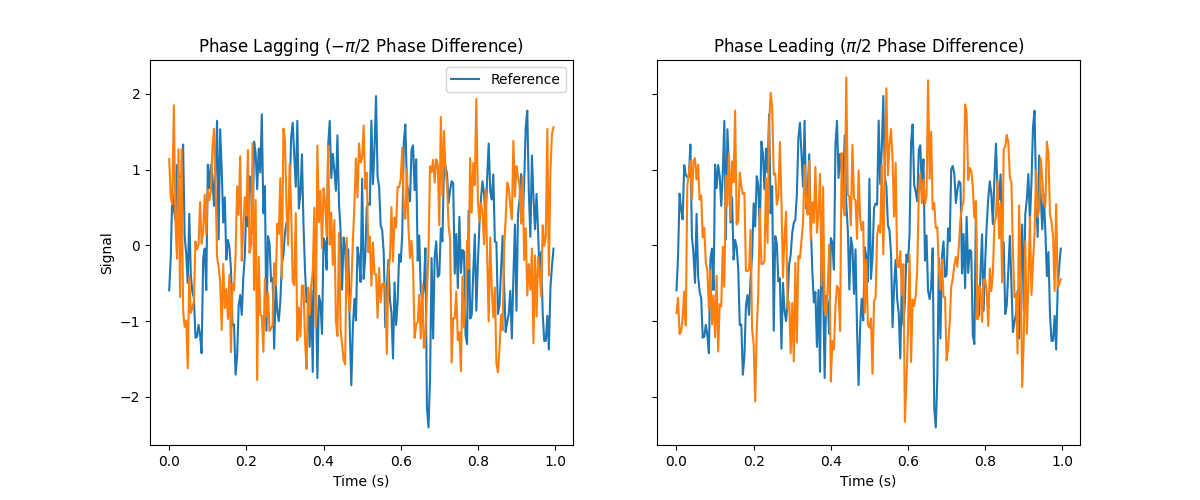 Phase Lagging (−π/2 Phase Difference)
Phase Leading (π/2 Phase Difference)
Reference
Signal
2
1
0
−1
−2
0.0 0.2 0.4 0.6 0.8 1.0
0.0 0.2 0.4 0.6 0.8 1.0
Time (s)
Time (s)